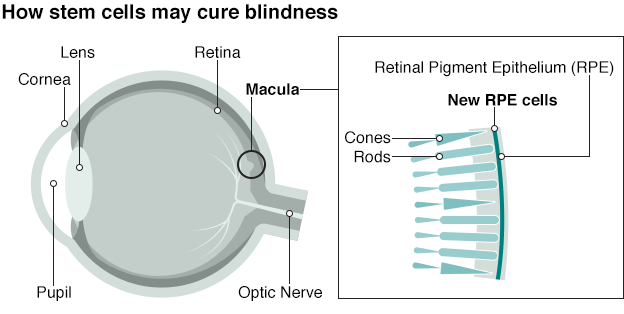 How stem cells may cure blindness
Lens
Retina
Cornea
Macula
Pupil
Optic Nerve
Retinal Pigment Epithelium (RPE)
New RPE cells
Cones
Rods